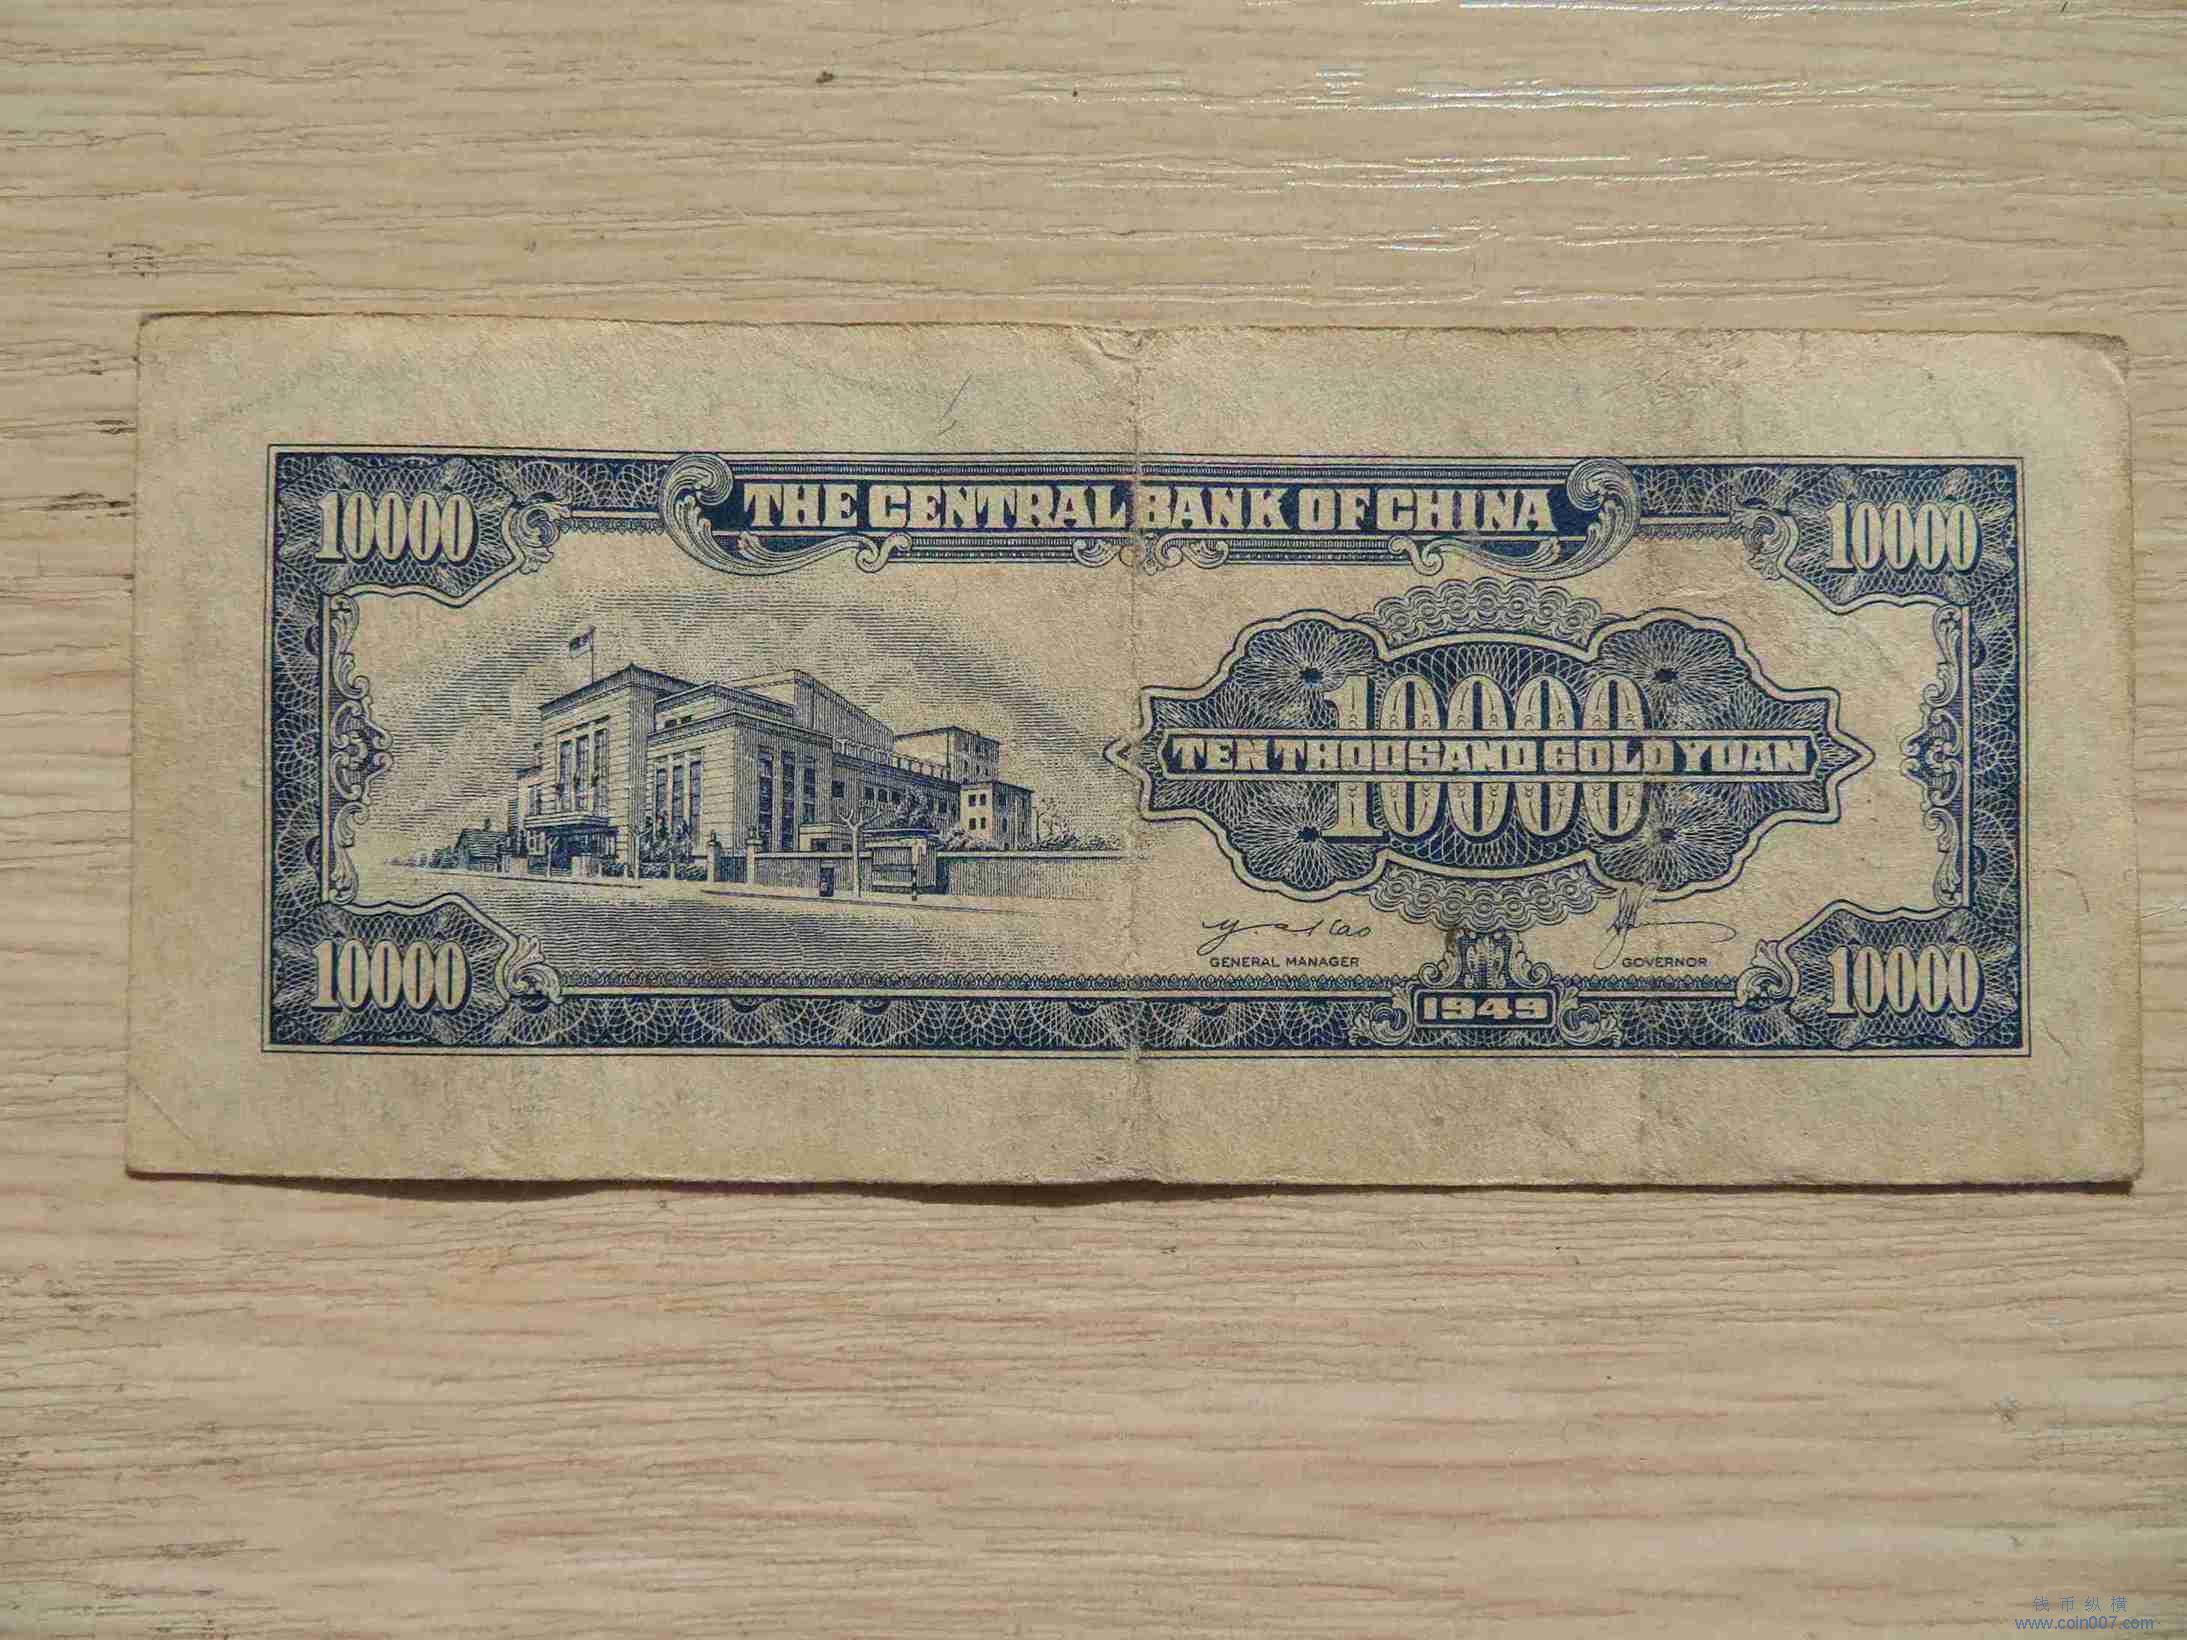 THE CENTRAL BANK OF CHINA
10000
10000
10000
TEN THOUSAND GOLD YUAN
GENERAL MANAGER
GOVERNOR
10000
1949
10000
钱币纵横
www.coin007.com